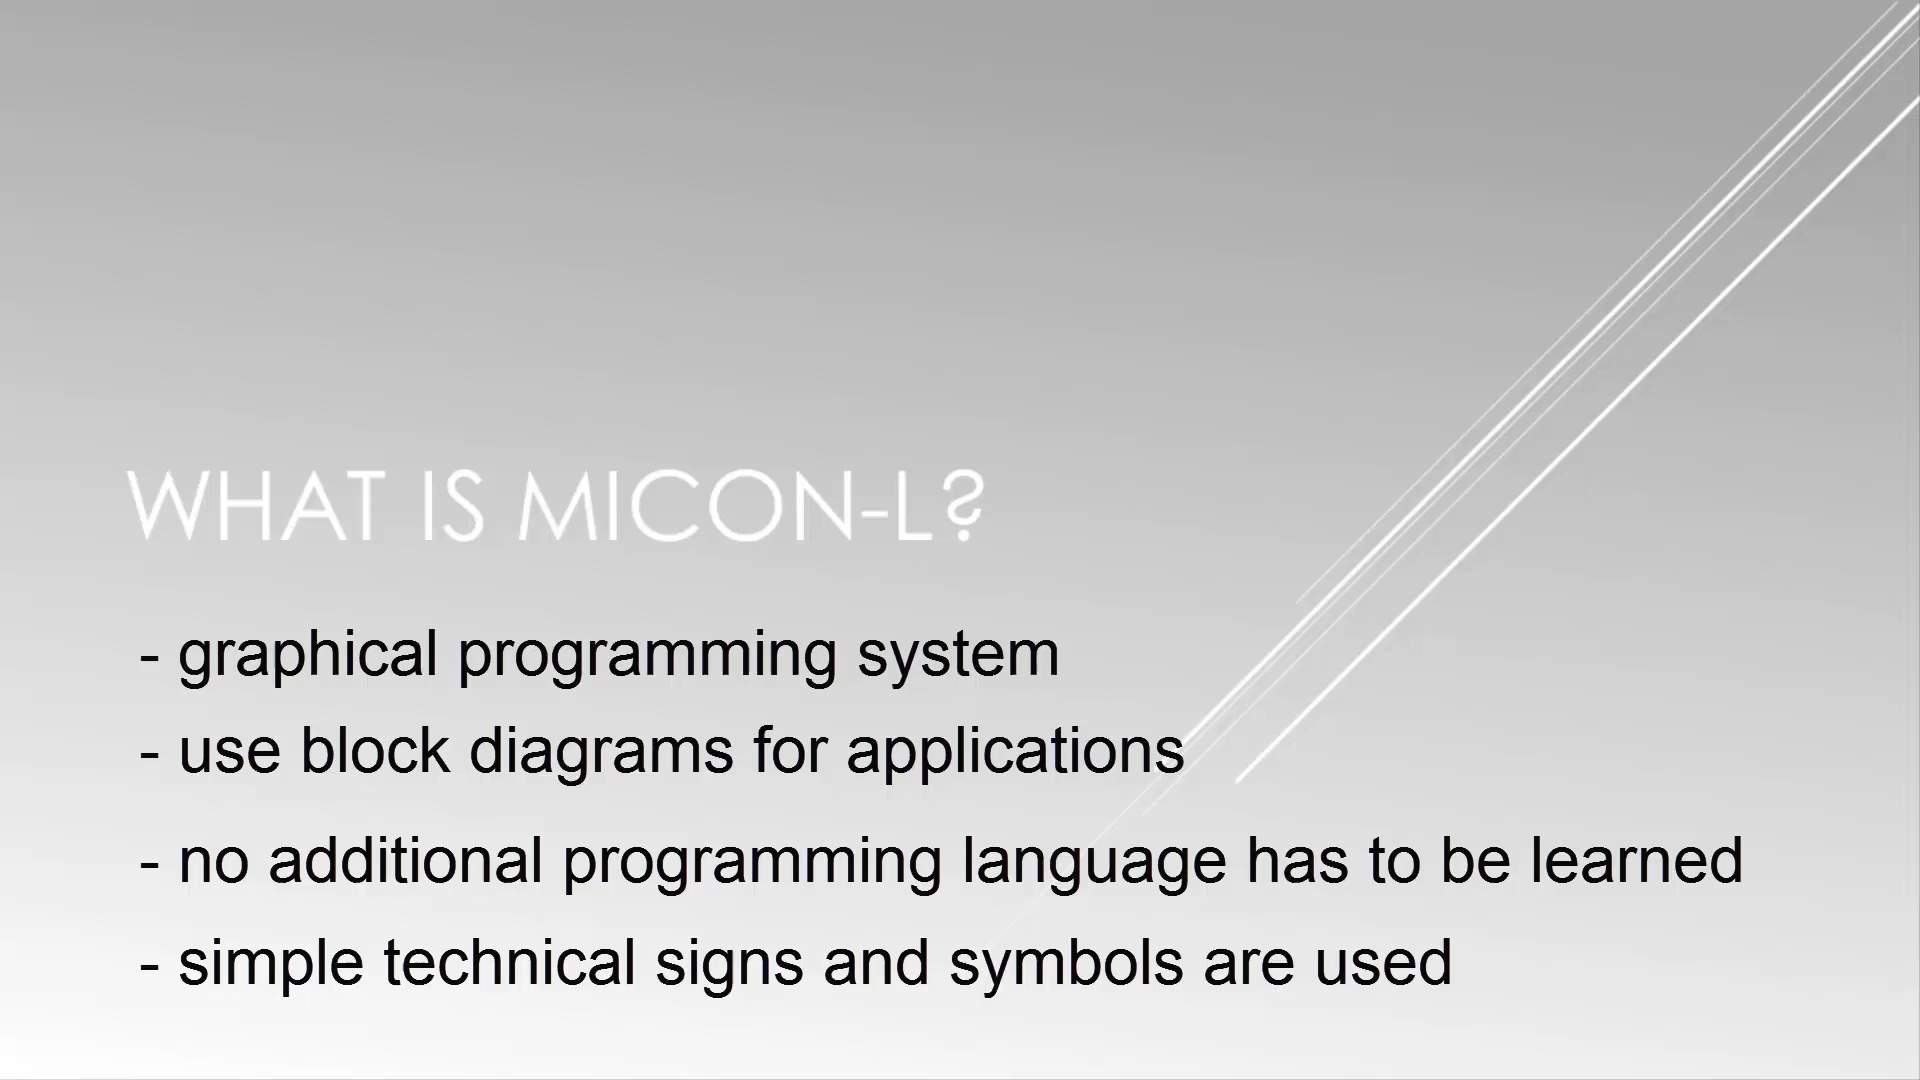 WHAT IS MICON-L?
- graphical programming system
- use block diagrams for applications
- no additional programming language has to be learned
- simple technical signs and symbols are used